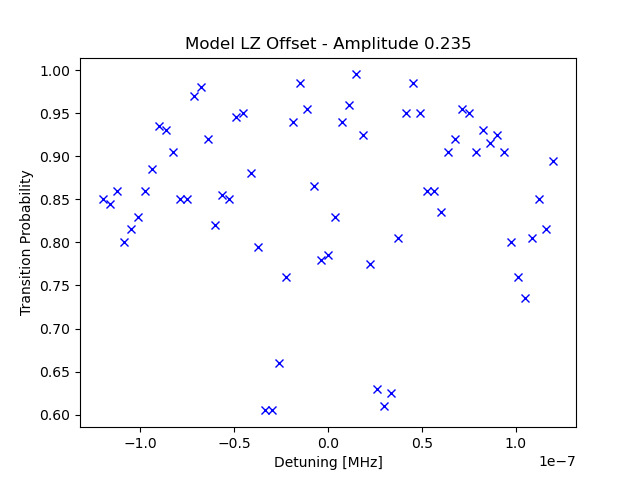 Model LZ Offset - Amplitude 0.235
1.00
0.95
0.90
0.85
0.80
0.75
0.70
0.65
0.60
Transition Probability
−1.0 −0.5 0.0 0.5 1.0
1e−7
Detuning [MHz]